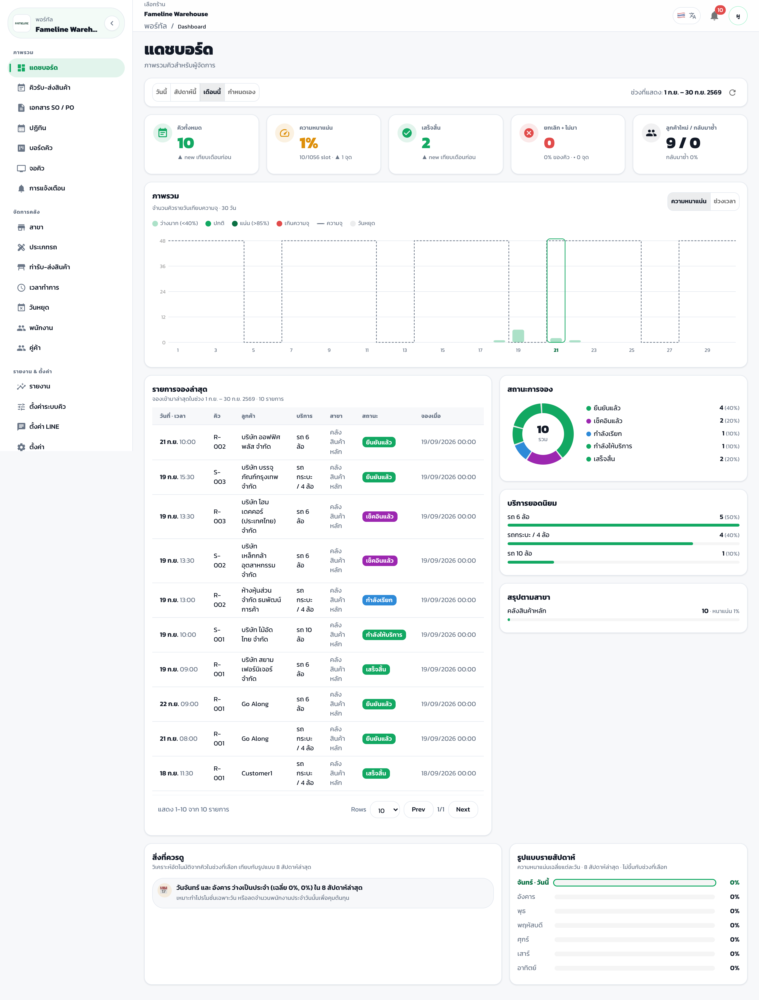 FAMELINE
พอร์ทัล
Fameline Wareh...
ภาพรวม
แดชบอร์ด
คิวรับ-ส่งสินค้า
เอกสาร SO / PO
ปฏิทิน
บอร์ดคิว
จอคิว
การแจ้งเตือน
จัดการคลัง
สาขา
ประเภทรถ
ท่ารับ-ส่งสินค้า
เวลาทำการ
วันหยุด
พนักงาน
คู่ค้า
รายงาน & ตั้งค่า
รายงาน
ตั้งค่าระบบคิว
ตั้งค่า LINE
ตั้งค่า
เลือกร้าน
Fameline Warehouse
พอร์ทัล / Dashboard
10
ผู
แดชบอร์ด
ภาพรวมคิวสำหรับผู้จัดการ
วันนี้ สัปดาห์นี้ เดือนนี้ กำหนดเอง
ช่วงที่แสดง: 1 ก.ย. – 30 ก.ย. 2569
คิวทั้งหมด
10
▲ new เทียบเดือนก่อน
ความหนาแน่น
1%
10/1056 slot · ▲ 1 จุด
เสร็จสิ้น
2
▲ new เทียบเดือนก่อน
ยกเลิก + ไม่มา
0
0% ของคิว · • 0 จุด
ลูกค้าใหม่ / กลับมาซ้ำ
9 / 0
กลับมาซ้ำ 0%
ภาพรวม
จำนวนคิวรายวันเทียบความจุ · 30 วัน
ความหนาแน่น ช่วงเวลา
ว่างมาก (<40%) ปกติ แน่น (>85%) เกินความจุ ความจุ วันหยุด
48
36
24
12
0
1 3 5 7 9 11 13 15 17 19 21 23 25 27 29
รายการจองล่าสุด
จองเข้ามาล่าสุดในช่วง 1 ก.ย. – 30 ก.ย. 2569 · 10 รายการ
วันที่ · เวลา คิว ลูกค้า บริการ สาขา สถานะ จองเมื่อ
21 ก.ย. 10:00 R-002 บริษัท ออฟฟิศพลัส จำกัด รถ 6 ล้อ คลังสินค้าหลัก ยืนยันแล้ว 19/09/2026 00:00
19 ก.ย. 15:30 S-003 บริษัท บรรจุภัณฑ์กรุงเทพ จำกัด รถกระบะ / 4 ล้อ คลังสินค้าหลัก ยืนยันแล้ว 19/09/2026 00:00
19 ก.ย. 13:30 R-003 บริษัท โฮมเดคคอร์ (ประเทศไทย) จำกัด รถ 6 ล้อ คลังสินค้าหลัก เช็คอินแล้ว 19/09/2026 00:00
19 ก.ย. 13:30 S-002 บริษัท เหล็กกล้าอุตสาหกรรม จำกัด รถ 6 ล้อ คลังสินค้าหลัก เช็คอินแล้ว 19/09/2026 00:00
19 ก.ย. 13:00 R-002 ห้างหุ้นส่วนจำกัด ธนพัฒน์การค้า รถกระบะ / 4 ล้อ คลังสินค้าหลัก กำลังเรียก 19/09/2026 00:00
19 ก.ย. 10:00 S-001 บริษัท ไม้อัดไทย จำกัด รถ 10 ล้อ คลังสินค้าหลัก กำลังให้บริการ 19/09/2026 00:00
19 ก.ย. 09:00 R-001 บริษัท สยามเฟอร์นิเจอร์ จำกัด รถ 6 ล้อ คลังสินค้าหลัก เสร็จสิ้น 19/09/2026 00:00
22 ก.ย. 09:00 R-001 Go Along รถ 6 ล้อ คลังสินค้าหลัก ยืนยันแล้ว 19/09/2026 00:00
21 ก.ย. 08:00 R-001 Go Along รถกระบะ / 4 ล้อ คลังสินค้าหลัก ยืนยันแล้ว 19/09/2026 00:00
18 ก.ย. 11:30 R-001 Customer1 รถกระบะ / 4 ล้อ คลังสินค้าหลัก เสร็จสิ้น 18/09/2026 00:00
แสดง 1-10 จาก 10 รายการ
Rows 10 Prev 1/1 Next
สถานะการจอง
10
รวม
ยืนยันแล้ว 4 (40%)
เช็คอินแล้ว 2 (20%)
กำลังเรียก 1 (10%)
กำลังให้บริการ 1 (10%)
เสร็จสิ้น 2 (20%)
บริการยอดนิยม
รถ 6 ล้อ 5 (50%)
รถกระบะ / 4 ล้อ 4 (40%)
รถ 10 ล้อ 1 (10%)
สรุปตามสาขา
คลังสินค้าหลัก 10 · หนาแน่น 1%
สิ่งที่ควรดู
วิเคราะห์อัตโนมัติจากคิวในช่วงที่เลือก เทียบกับรูปแบบ 8 สัปดาห์ล่าสุด
17
วันจันทร์ และ อังคาร ว่างเป็นประจำ (เฉลี่ย 0%, 0%) ใน 8 สัปดาห์ล่าสุด
เหมาะทำโปรโมชั่นเฉพาะวัน หรือลดจำนวนพนักงานประจำวันนั้นเพื่อคุมต้นทุน
รูปแบบรายสัปดาห์
ความหนาแน่นเฉลี่ยแต่ละวัน · 8 สัปดาห์ล่าสุด · ไม่ขึ้นกับช่วงที่เลือก
จันทร์ · วันนี้ 0%
อังคาร 0%
พุธ 0%
พฤหัสบดี 0%
ศุกร์ 0%
เสาร์ 0%
อาทิตย์ 0%